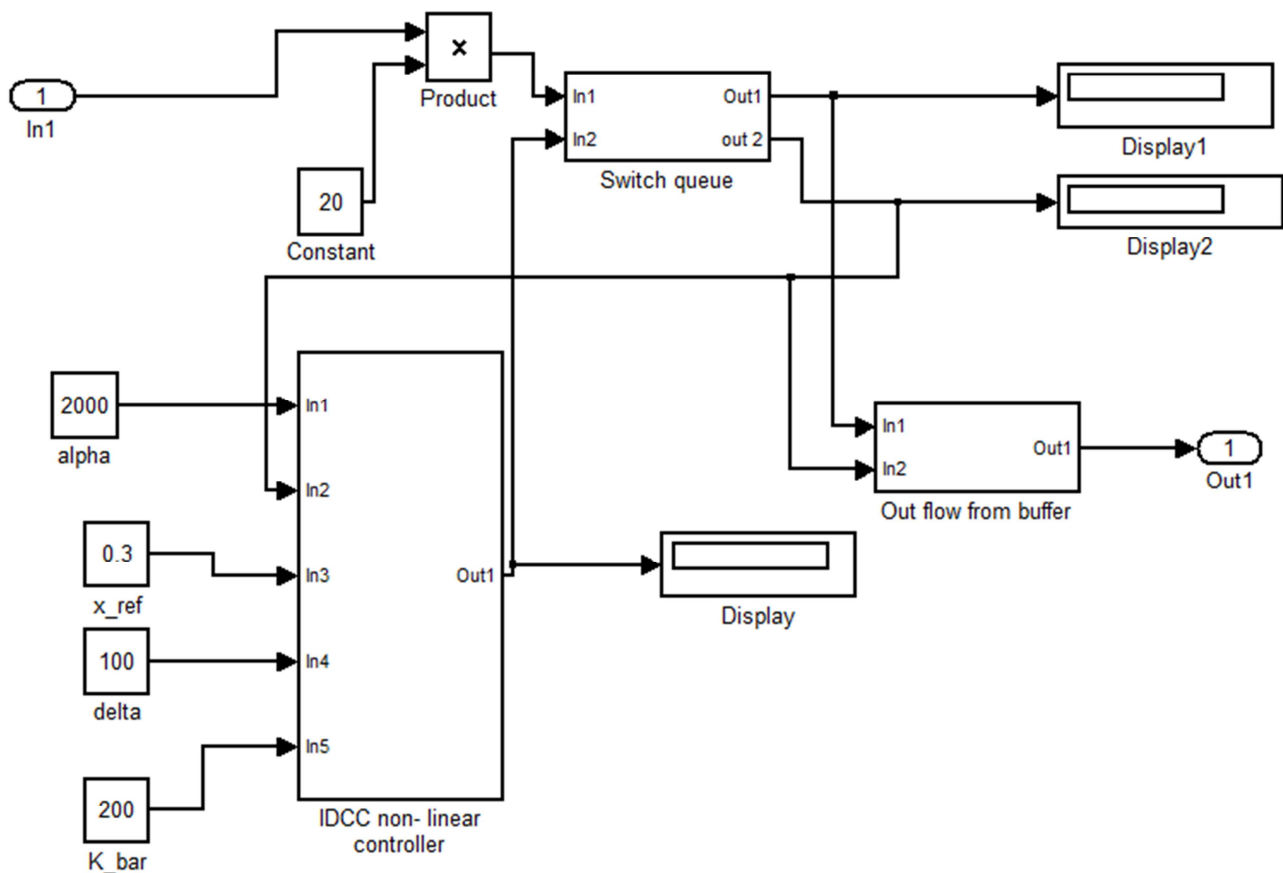 ×
Product
1
In1
In1
In2
Out1
out 2
Switch queue
Display1
20
Constant
Display2
2000
alpha
In1
In2
In3
In4
In5
Out1
IDCC non- linear
controller
0.3
x_ref
100
delta
200
K_bar
Display
In1
In2
Out1
Out flow from buffer
1
Out1